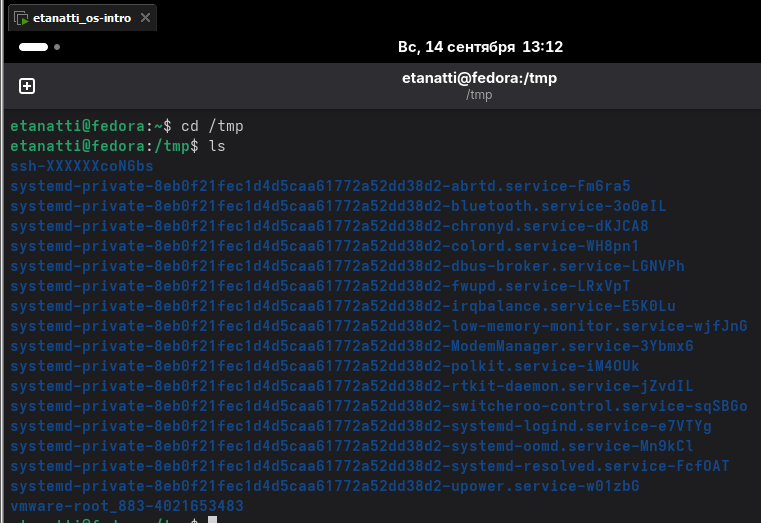 etanatti_os-intro
Вс, 14 сентября 13:12
etanatti@fedora:/tmp
/tmp
etanatti@fedora:~$ cd /tmp
etanatti@fedora:/tmp$ ls
ssh-XXXXXXcoN6bs
systemd-private-8eb0f21fec1d4d5caa61772a52dd38d2-abrtd.service-Fm6ra5
systemd-private-8eb0f21fec1d4d5caa61772a52dd38d2-bluetooth.service-3o0eIL
systemd-private-8eb0f21fec1d4d5caa61772a52dd38d2-chronyd.service-dKJCA8
systemd-private-8eb0f21fec1d4d5caa61772a52dd38d2-colord.service-WH8pn1
systemd-private-8eb0f21fec1d4d5caa61772a52dd38d2-dbus-broker.service-LGNVPh
systemd-private-8eb0f21fec1d4d5caa61772a52dd38d2-fwupd.service-LRxVpT
systemd-private-8eb0f21fec1d4d5caa61772a52dd38d2-irqbalance.service-E5K0Lu
systemd-private-8eb0f21fec1d4d5caa61772a52dd38d2-low-memory-monitor.service-wjfJnG
systemd-private-8eb0f21fec1d4d5caa61772a52dd38d2-ModemManager.service-3Ybmx6
systemd-private-8eb0f21fec1d4d5caa61772a52dd38d2-polkit.service-iM4OUk
systemd-private-8eb0f21fec1d4d5caa61772a52dd38d2-rtkit-daemon.service-jZvdIL
systemd-private-8eb0f21fec1d4d5caa61772a52dd38d2-switcheroo-control.service-sqSBGo
systemd-private-8eb0f21fec1d4d5caa61772a52dd38d2-systemd-logind.service-e7VTYg
systemd-private-8eb0f21fec1d4d5caa61772a52dd38d2-systemd-oomd.service-Mn9kCl
systemd-private-8eb0f21fec1d4d5caa61772a52dd38d2-systemd-resolved.service-FcfOAT
systemd-private-8eb0f21fec1d4d5caa61772a52dd38d2-upower.service-w01zbG
vmware-root_883-4021653483
etanatti@fedora:/tmp$